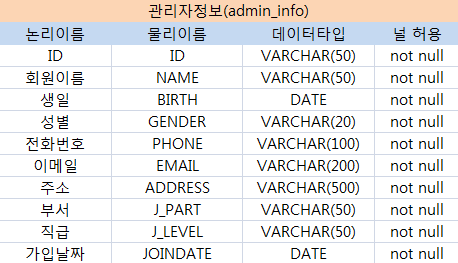 관리자정보(admin_info)
논리이름 물리이름 데이터타입 널 허용
ID ID VARCHAR(50) not null
회원이름 NAME VARCHAR(50) not null
생일 BIRTH DATE not null
성별 GENDER VARCHAR(20) not null
전화번호 PHONE VARCHAR(100) not null
이메일 EMAIL VARCHAR(200) not null
주소 ADDRESS VARCHAR(500) not null
부서 J_PART VARCHAR(50) not null
직급 J_LEVEL VARCHAR(50) not null
가입날짜 JOINDATE DATE not null